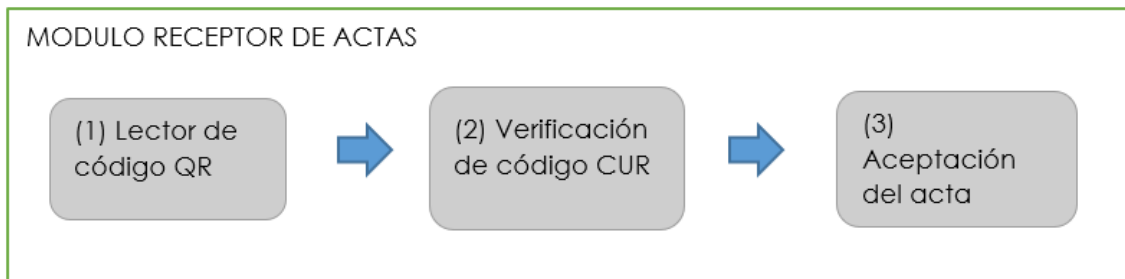 MODULO RECEPTOR DE ACTAS
(1) Lector de
código QR
(2) Verificación
de código CUR
(3)
Aceptación
del acta